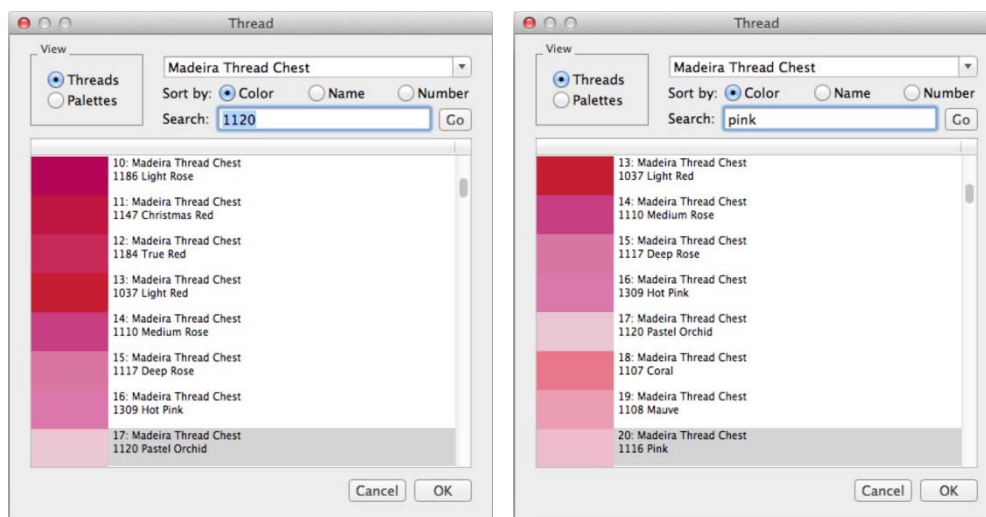 Thread
View
Threads
Palettes
Madeira Thread Chest
Sort by: Color Name Number
Search: 1120 Go
10: Madeira Thread Chest
1186 Light Rose
11: Madeira Thread Chest
1147 Christmas Red
12: Madeira Thread Chest
1184 True Red
13: Madeira Thread Chest
1037 Light Red
14: Madeira Thread Chest
1110 Medium Rose
15: Madeira Thread Chest
1117 Deep Rose
16: Madeira Thread Chest
1309 Hot Pink
17: Madeira Thread Chest
1120 Pastel Orchid
Cancel OK
Thread
View
Threads
Palettes
Madeira Thread Chest
Sort by: Color Name Number
Search: pink Go
13: Madeira Thread Chest
1037 Light Red
14: Madeira Thread Chest
1110 Medium Rose
15: Madeira Thread Chest
1117 Deep Rose
16: Madeira Thread Chest
1309 Hot Pink
17: Madeira Thread Chest
1120 Pastel Orchid
18: Madeira Thread Chest
1107 Coral
19: Madeira Thread Chest
1108 Mauve
20: Madeira Thread Chest
1116 Pink
Cancel OK